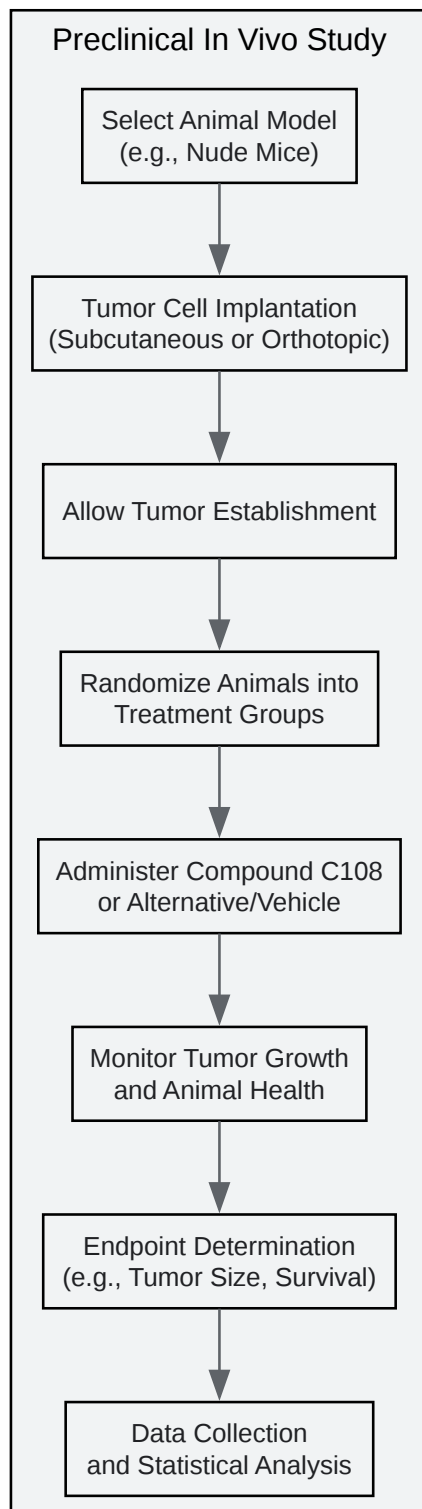 Preclinical In Vivo Study
Select Animal Model
(e.g., Nude Mice)
Tumor Cell Implantation
(Subcutaneous or Orthotopic)
Allow Tumor Establishment
Randomize Animals into
Treatment Groups
Administer Compound C108
or Alternative/Vehicle
Monitor Tumor Growth
and Animal Health
Endpoint Determination
(e.g., Tumor Size, Survival)
Data Collection
and Statistical Analysis